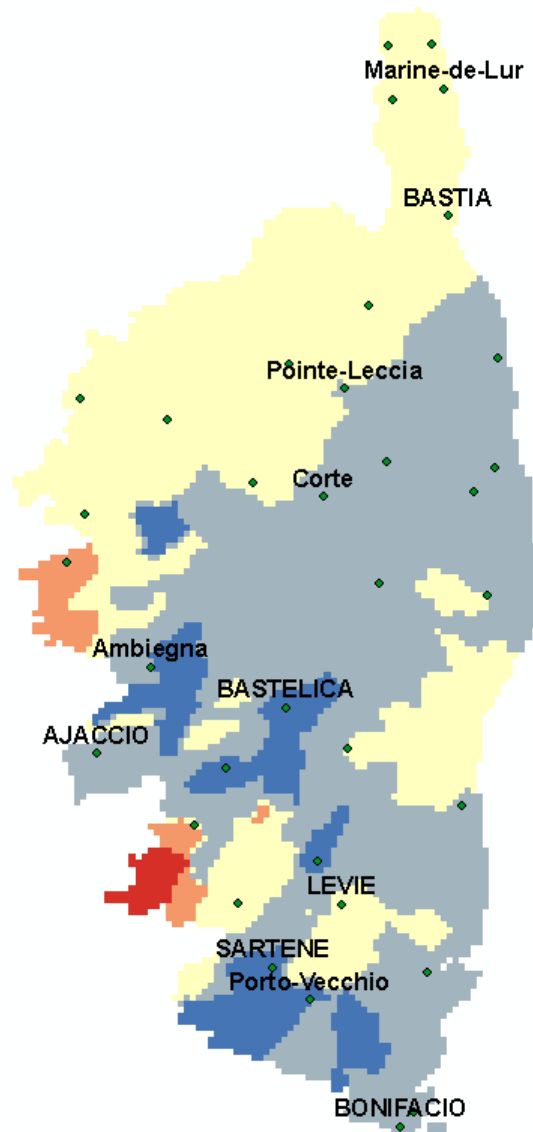 Marine-de-Lur
BASTIA
Pointe-Leccia
Corte
Ambiegna
BASTELICA
AJACCIO
LEVIE
SARTENE
Porto-Vecchio
BONIFACIO